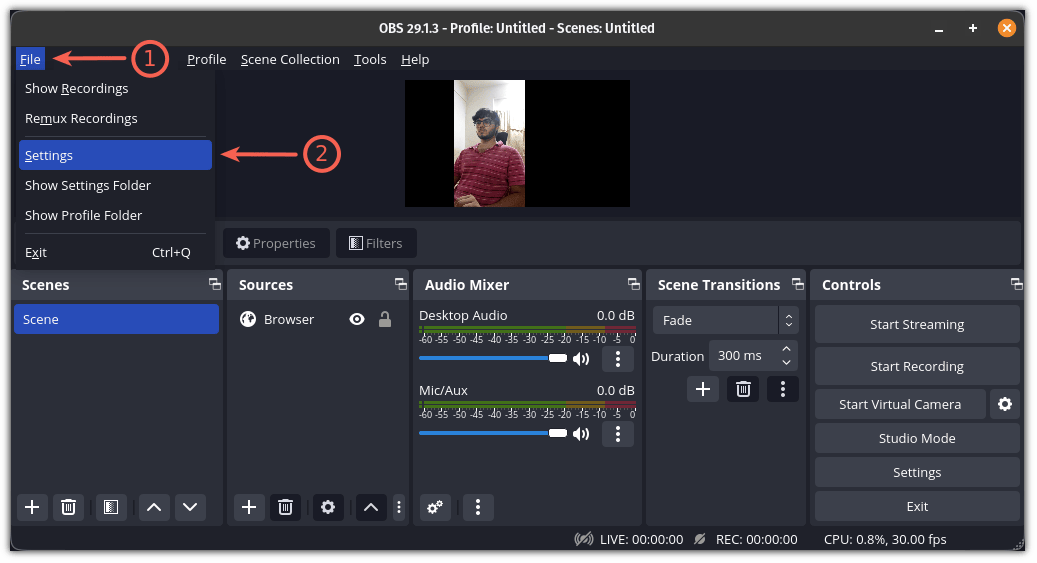 OBS 29.1.3 - Profile: Untitled - Scenes: Untitled
File 1 Profile Scene Collection Tools Help
Show Recordings
Remux Recordings
Settings 2
Show Settings Folder
Show Profile Folder
Exit Ctrl+Q
Properties Filters
Scenes Sources Audio Mixer Scene Transitions Controls
Scene
Browser
Desktop Audio 0.0 dB
-60 -55 -50 -45 -40 -35 -30 -25 -20 -15 -10 -5 0
Mic/Aux 0.0 dB
-60 -55 -50 -45 -40 -35 -30 -25 -20 -15 -10 -5 0
Fade
Duration 300 ms
Start Streaming
Start Recording
Start Virtual Camera
Studio Mode
Settings
Exit
LIVE: 00:00:00 REC: 00:00:00 CPU: 0.8%, 30.00 fps